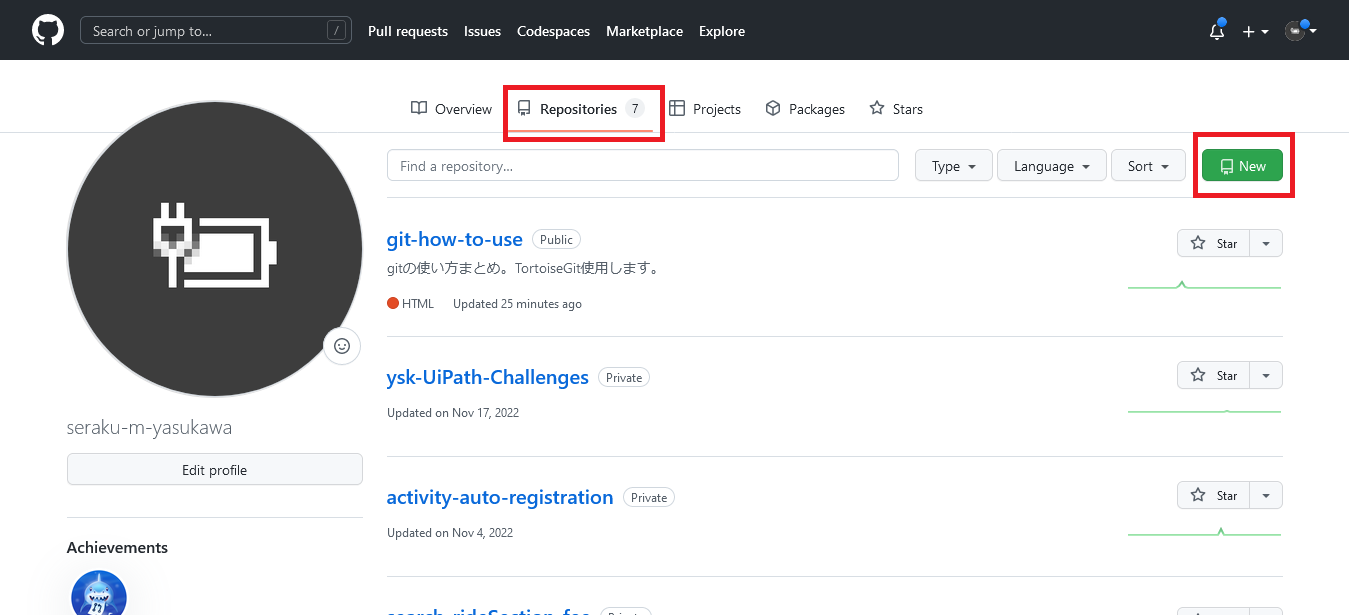 Search or jump to... /
Pull requests Issues Codespaces Marketplace Explore
Overview Repositories 7 Projects Packages Stars
Find a repository... Type Language Sort New
git-how-to-use Public Star
gitの使い方まとめ。TortoiseGit使用します。
HTML Updated 25 minutes ago
ysk-UiPath-Challenges Private Star
Updated on Nov 17, 2022
seraku-m-yasukawa
Edit profile
activity-auto-registration Private Star
Updated on Nov 4, 2022
Achievements